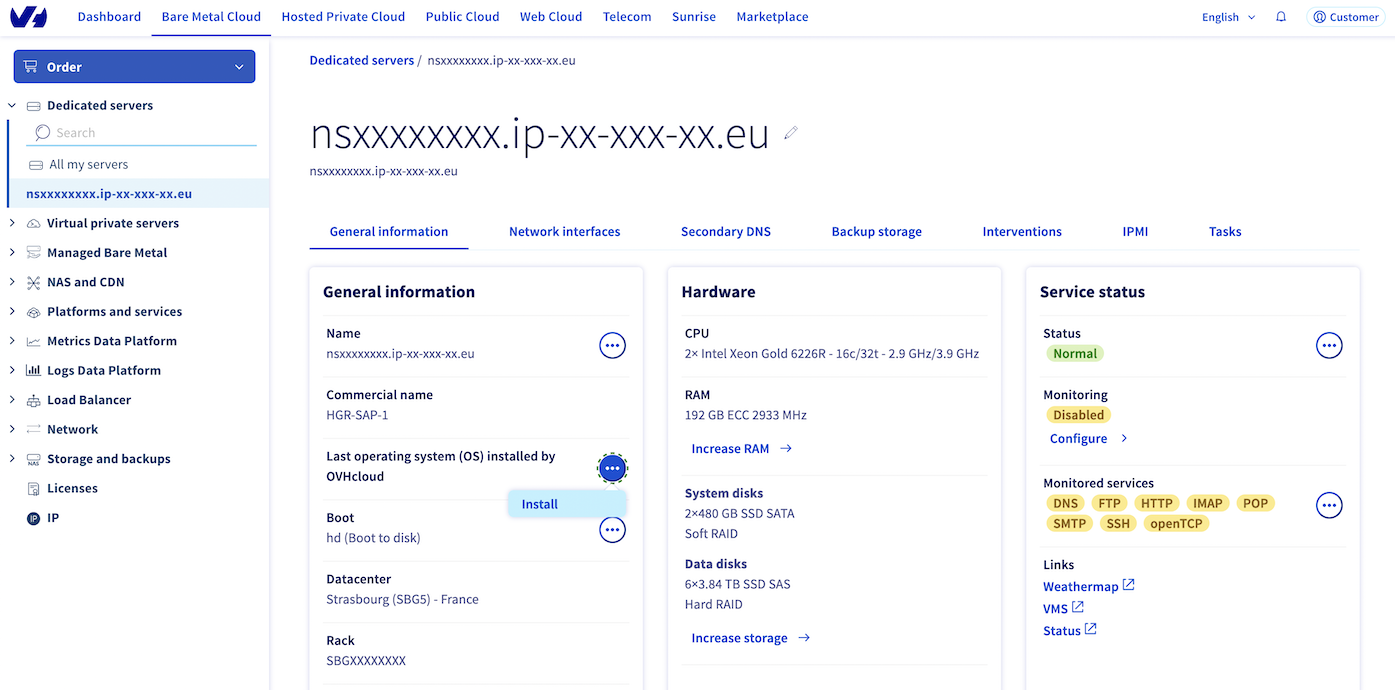 Dashboard Bare Metal Cloud Hosted Private Cloud Public Cloud Web Cloud Telecom Sunrise Marketplace English Customer
Order
Dedicated servers
Search
All my servers
nsxxxxxxxx.ip-xx-xxx-xx.eu
Virtual private servers
Managed Bare Metal
NAS and CDN
Platforms and services
Metrics Data Platform
Logs Data Platform
Load Balancer
Network
NAS Storage and backups
Licenses
IP IP
Dedicated servers / nsxxxxxxxx.ip-xx-xxx-xx.eu
nsxxxxxxxx.ip-xx-xxx-xx.eu
nsxxxxxxxx.ip-xx-xxx-xx.eu
General information Network interfaces Secondary DNS Backup storage Interventions IPMI Tasks
General information
Name
nsxxxxxxxx.ip-xx-xxx-xx.eu
Commercial name
HGR-SAP-1
Last operating system (OS) installed by
OVHcloud
Install
Boot
hd (Boot to disk)
Datacenter
Strasbourg (SBG5) - France
Rack
SBGXXXXXXX
Hardware
CPU
2× Intel Xeon Gold 6226R - 16c/32t - 2.9 GHz/3.9 GHz
RAM
192 GB ECC 2933 MHz
Increase RAM
System disks
2×480 GB SSD SATA
Soft RAID
Data disks
6×3.84 TB SSD SAS
Hard RAID
Increase storage
Service status
Status
Normal
Monitoring
Disabled
Configure
Monitored services
DNS FTP HTTP IMAP POP
SMTP SSH openTCP
Links
Weathermap
VMS
Status